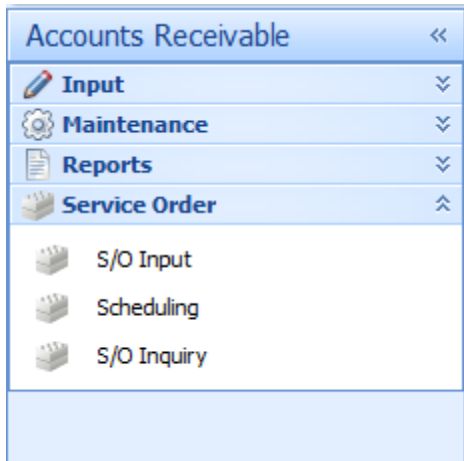 Accounts Receivable
Input
Maintenance
Reports
Service Order
S/O Input
Scheduling
S/O Inquiry